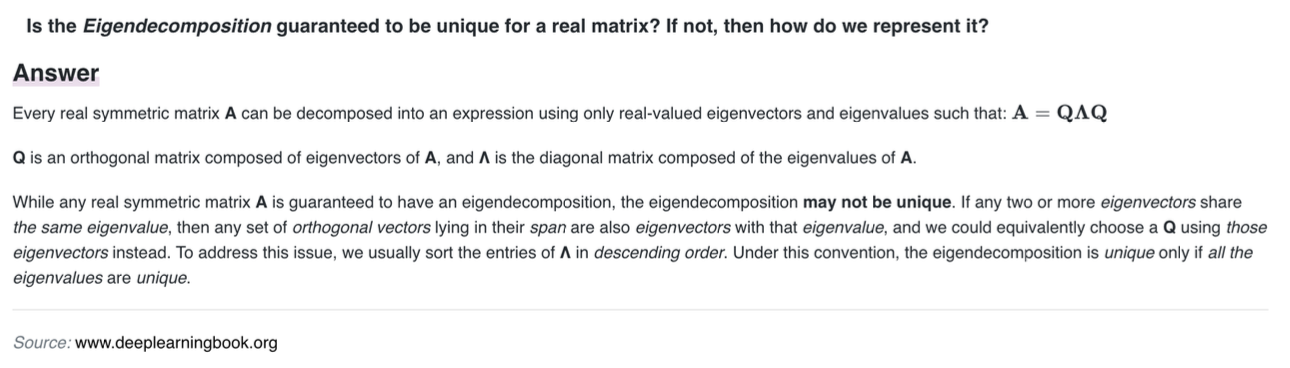 Is the Eigendecomposition guaranteed to be unique for a real matrix? If not, then how do we represent it?
Answer
Every real symmetric matrix A can be decomposed into an expression using only real-valued eigenvectors and eigenvalues such that: A = QΛQ
Q is an orthogonal matrix composed of eigenvectors of A, and Λ is the diagonal matrix composed of the eigenvalues of A.
While any real symmetric matrix A is guaranteed to have an eigendecomposition, the eigendecomposition may not be unique. If any two or more eigenvectors share
the same eigenvalue, then any set of orthogonal vectors lying in their span are also eigenvectors with that eigenvalue, and we could equivalently choose a Q using those
eigenvectors instead. To address this issue, we usually sort the entries of Λ in descending order. Under this convention, the eigendecomposition is unique only if all the
eigenvalues are unique.
Source: www.deeplearningbook.org